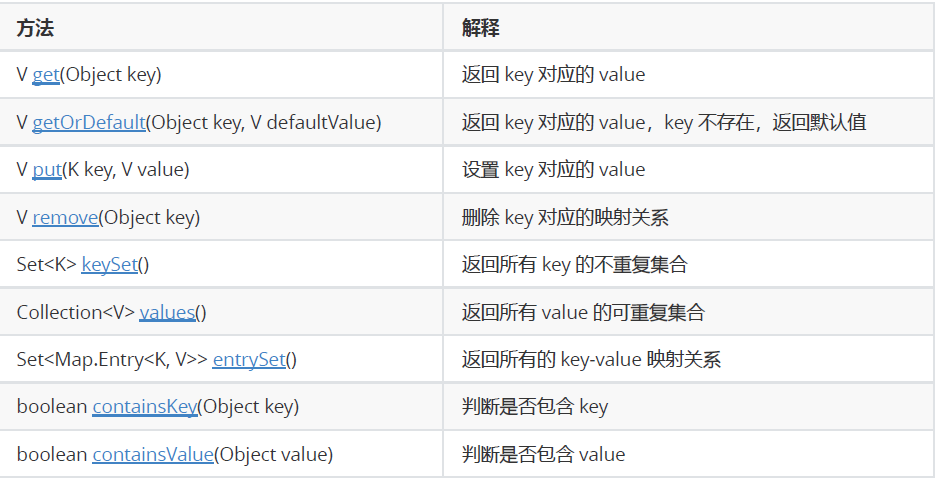 方法 解释
V get(Object key) 返回 key 对应的 value
V getOrDefault(Object key, V defaultValue) 返回 key 对应的 value，key 不存在，返回默认值
V put(K key, V value) 设置 key 对应的 value
V remove(Object key) 删除 key 对应的映射关系
Set<K> keySet() 返回所有 key 的不重复集合
Collection<V> values() 返回所有 value 的可重复集合
Set<Map.Entry<K, V>> entrySet() 返回所有的 key-value 映射关系
boolean containsKey(Object key) 判断是否包含 key
boolean containsValue(Object value) 判断是否包含 value